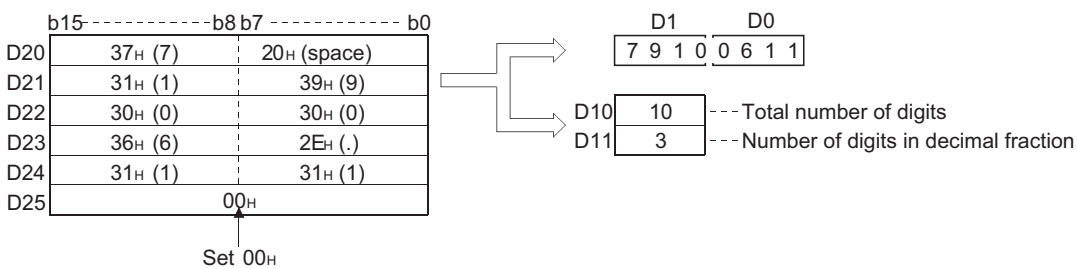 b15 b8 b7 b0
D20 37H (7) 20H (space)
D21 31H (1) 39H (9)
D22 30H (0) 30H (0)
D23 36H (6) 2EH (.)
D24 31H (1) 31H (1)
D25 00H
Set 00H
D1 D0
7 9 1 0 0 6 1 1
D10 10 Total number of digits
D11 3 Number of digits in decimal fraction